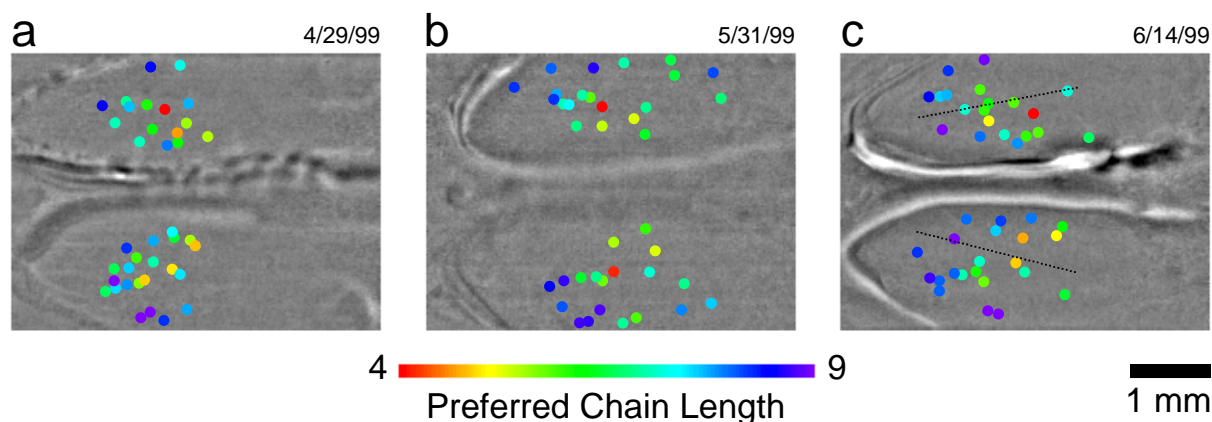 a 4/29/99
b 5/31/99
c 6/14/99
4 9
Preferred Chain Length
1 mm